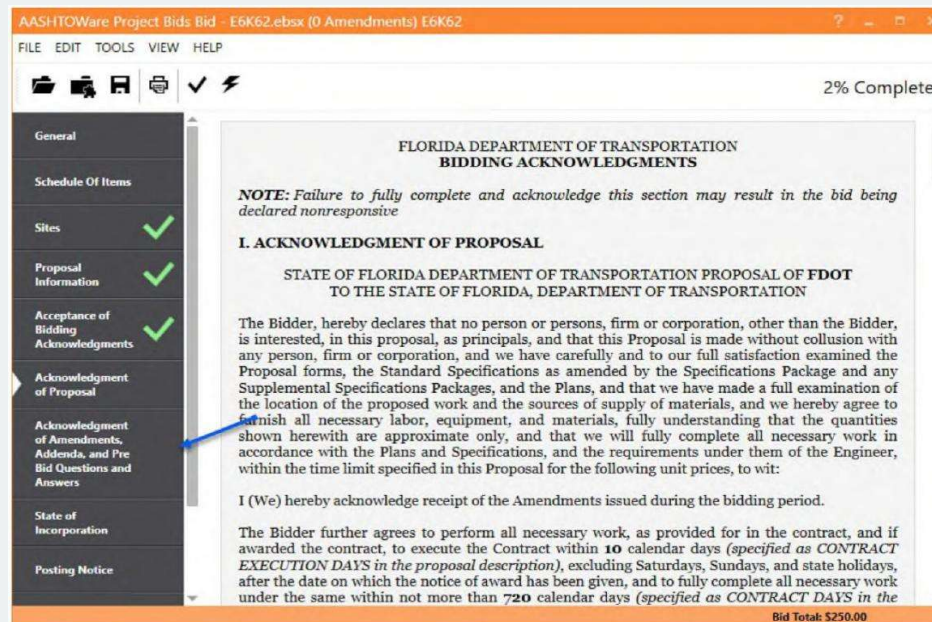 AASHTOWare Project Bids Bid - E6K62.ebsx (0 Amendments) E6K62
FILE EDIT TOOLS VIEW HELP
2% Complete
General
Schedule Of Items
Sites
Proposal
Information
Acceptance of
Bidding
Acknowledgments
Acknowledgment
of Proposal
Acknowledgment
of Amendments,
Addenda, and Pre
Bid Questions and
Answers
State of
Incorporation
Posting Notice
FLORIDA DEPARTMENT OF TRANSPORTATION
BIDDING ACKNOWLEDGMENTS
NOTE: Failure to fully complete and acknowledge this section may result in the bid being
declared nonresponsive
I. ACKNOWLEDGMENT OF PROPOSAL
STATE OF FLORIDA DEPARTMENT OF TRANSPORTATION PROPOSAL OF FDOT
TO THE STATE OF FLORIDA, DEPARTMENT OF TRANSPORTATION
The Bidder, hereby declares that no person or persons, firm or corporation, other than the Bidder,
is interested, in this proposal, as principals, and that this Proposal is made without collusion with
any person, firm or corporation, and we have carefully and to our full satisfaction examined the
Proposal forms, the Standard Specifications as amended by the Specifications Package and any
Supplemental Specifications Packages, and the Plans, and that we have made a full examination of
the location of the proposed work and the sources of supply of materials, and we hereby agree to
furnish all necessary labor, equipment, and materials, fully understanding that the quantities
shown herewith are approximate only, and that we will fully complete all necessary work in
accordance with the Plans and Specifications, and the requirements under them of the Engineer,
within the time limit specified in this Proposal for the following unit prices, to wit:
I (We) hereby acknowledge receipt of the Amendments issued during the bidding period.
The Bidder further agrees to perform all necessary work, as provided for in the contract, and if
awarded the contract, to execute the Contract within 10 calendar days (specified as CONTRACT
EXECUTION DAYS in the proposal description), excluding Saturdays, Sundays, and state holidays,
after the date on which the notice of award has been given, and to fully complete all necessary work
under the same within not more than 720 calendar days (specified as CONTRACT DAYS in the
Bid Total: $250.00